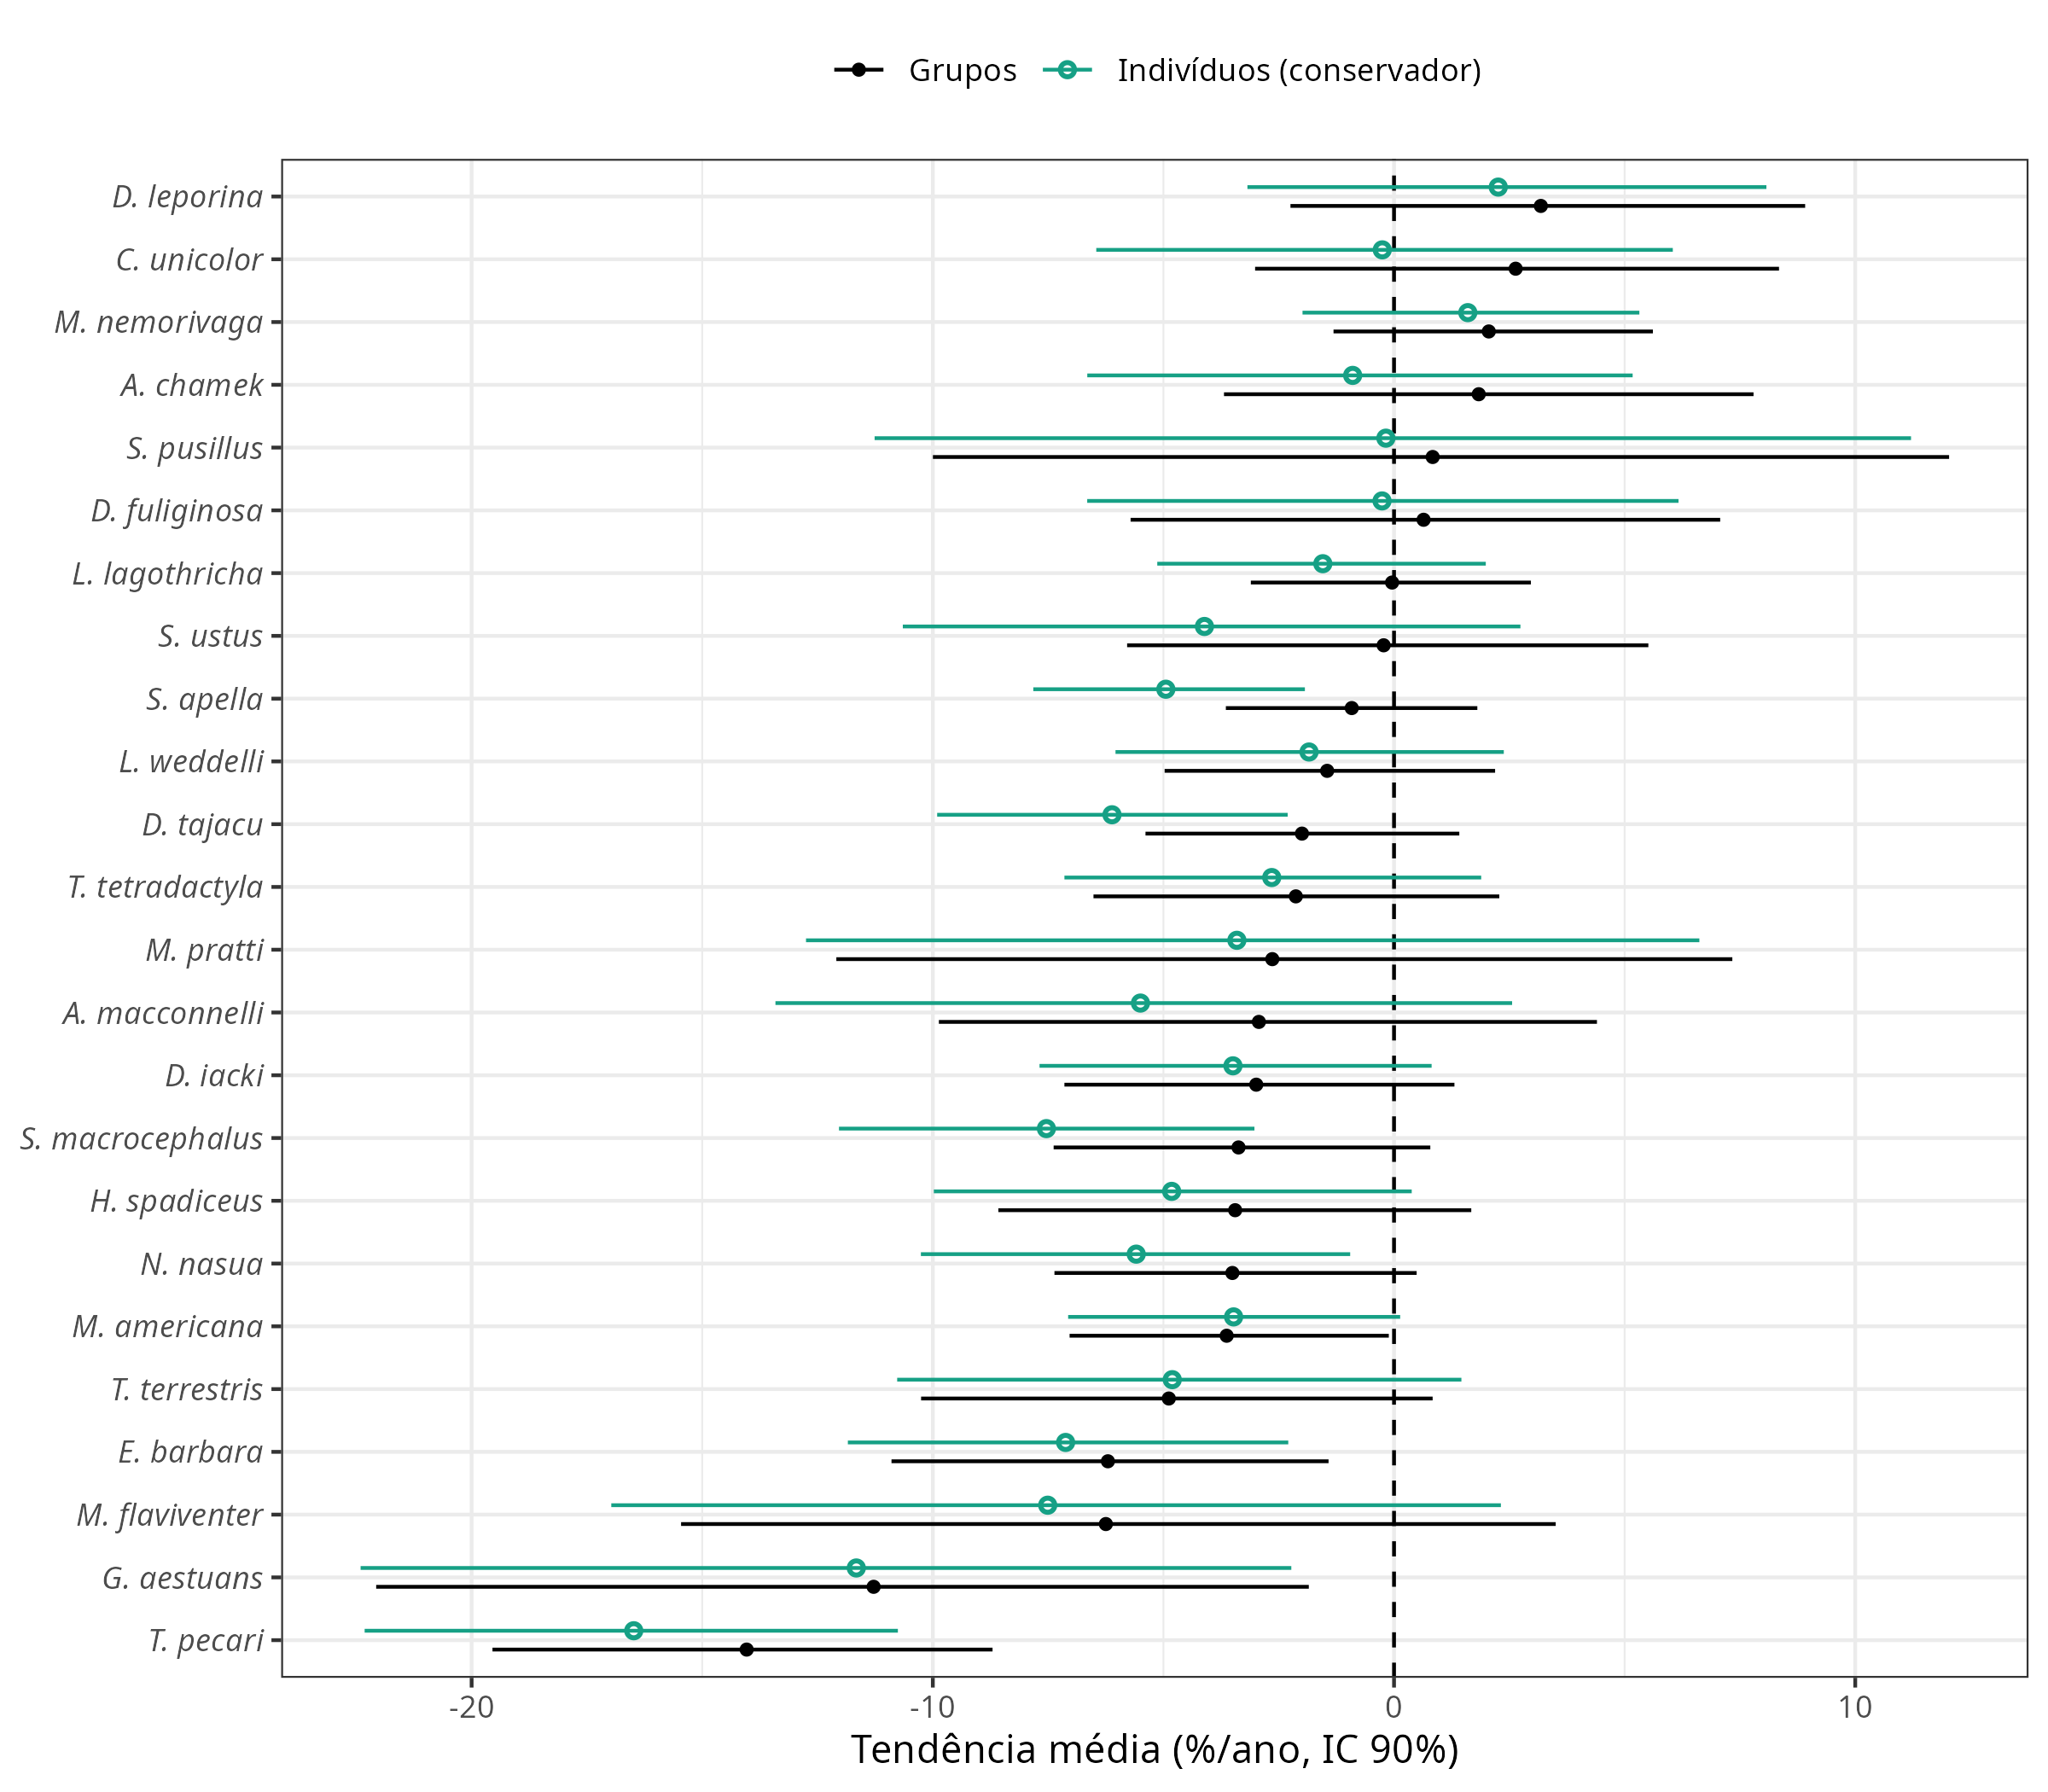 Grupos Indivíduos (conservador)
D. leporina
C. unicolor
M. nemorivaga
A. chamek
S. pusillus
D. fuliginosa
L. lagothricha
S. ustus
S. apella
L. weddelli
D. tajacu
T. tetradactyla
M. pratti
A. macconnelli
D. iacki
S. macrocephalus
H. spadiceus
N. nasua
M. americana
T. terrestris
E. barbara
M. flaviventer
G. aestuans
T. pecari
-20 -10 0 10
Tendência média (%/ano, IC 90%)